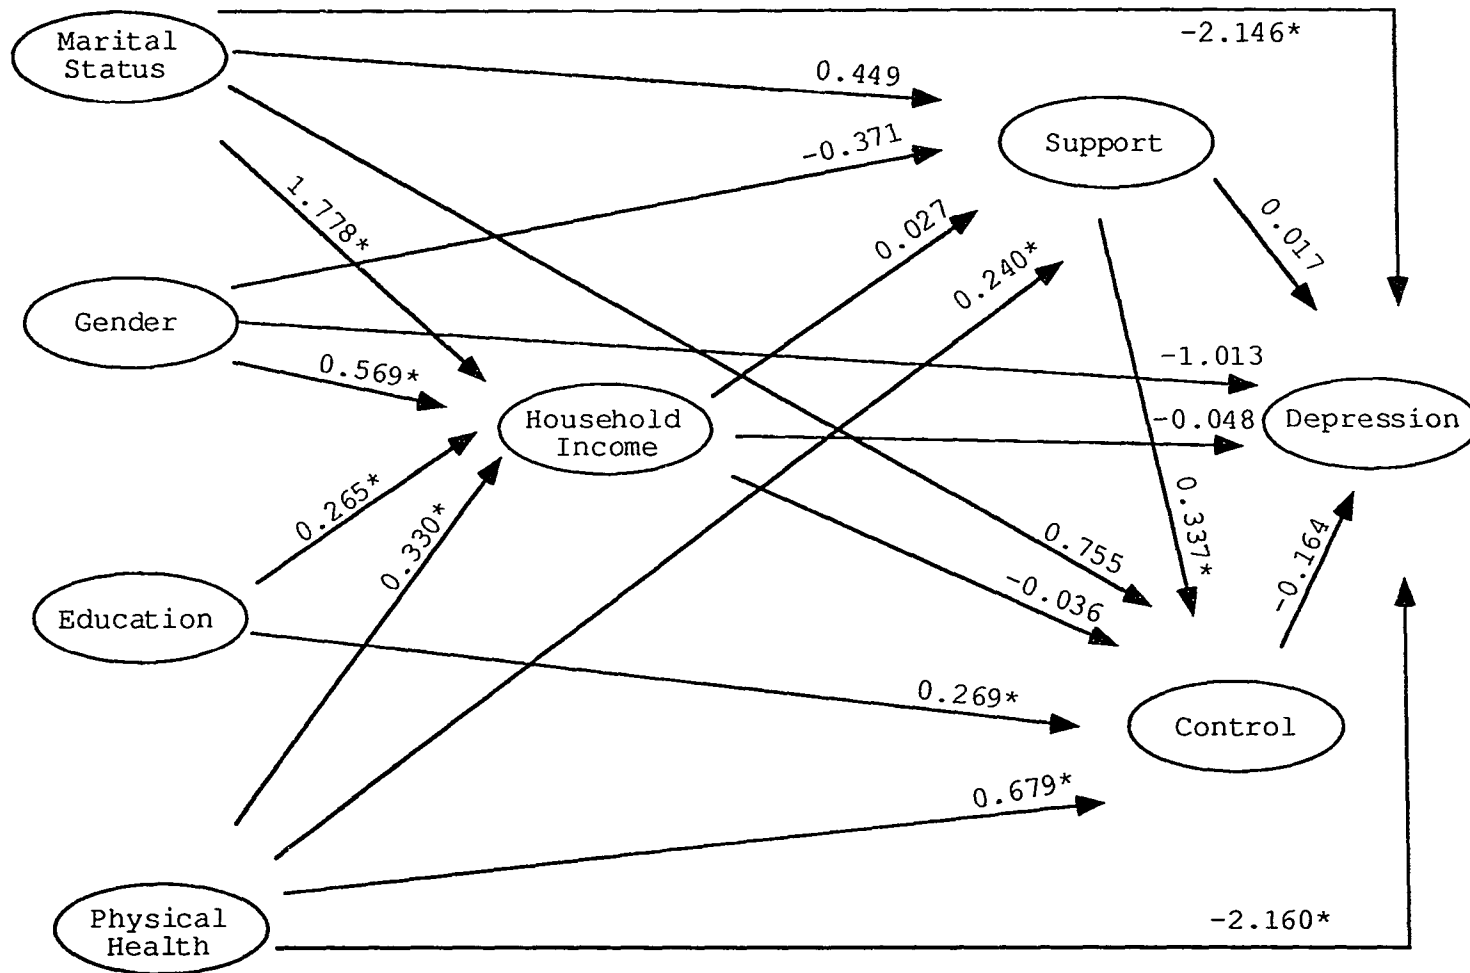 Marital
Status
-2.146*
0.449
-0.371
Support
1.778*
0.027
0.240*
0.017
Gender
0.569*
-1.013
Household
Income
-0.048
Depression
0.265*
0.330*
0.337*
0.755
-0.036
-0.164
Education
0.269*
Control
0.679*
Physical
Health
-2.160*